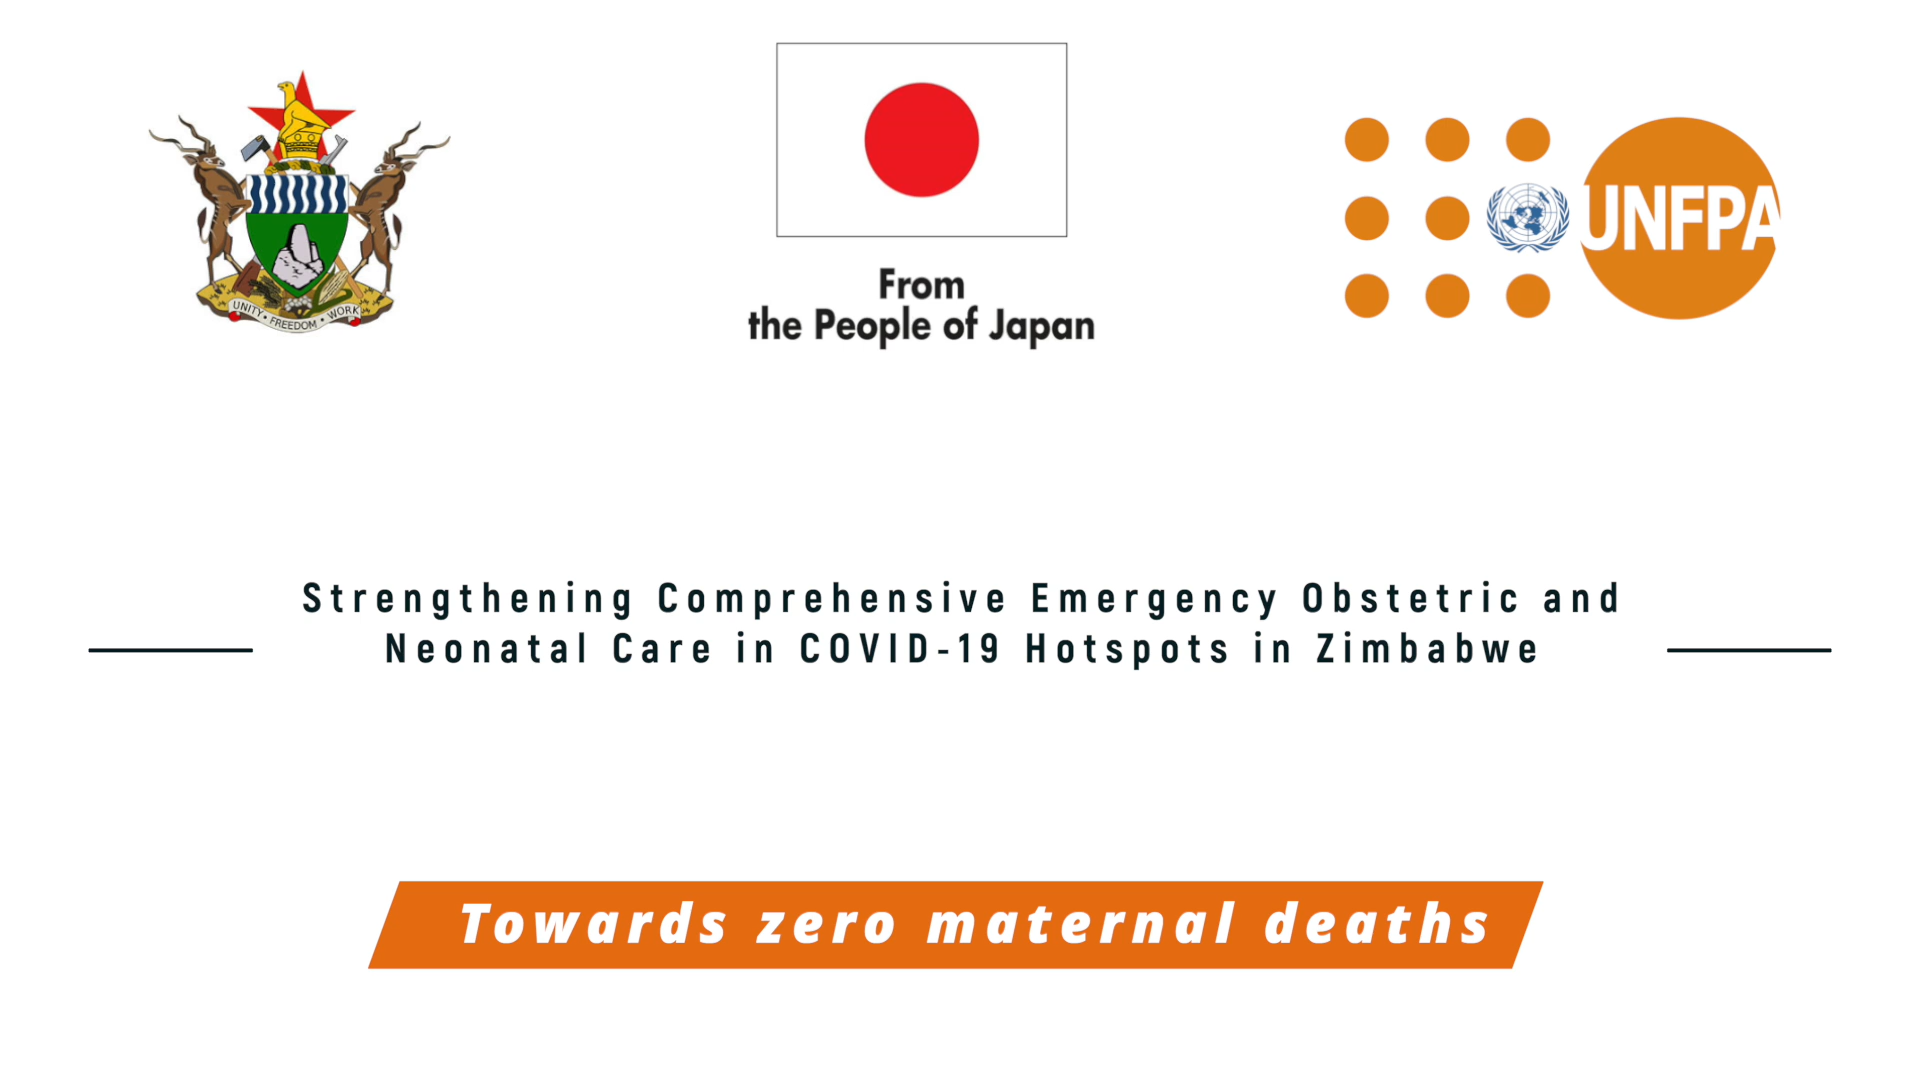 UNITY • FREEDOM • WORK
From
the People of Japan
UNFPA
Strengthening Comprehensive Emergency Obstetric and
Neonatal Care in COVID-19 Hotspots in Zimbabwe
Towards zero maternal deaths